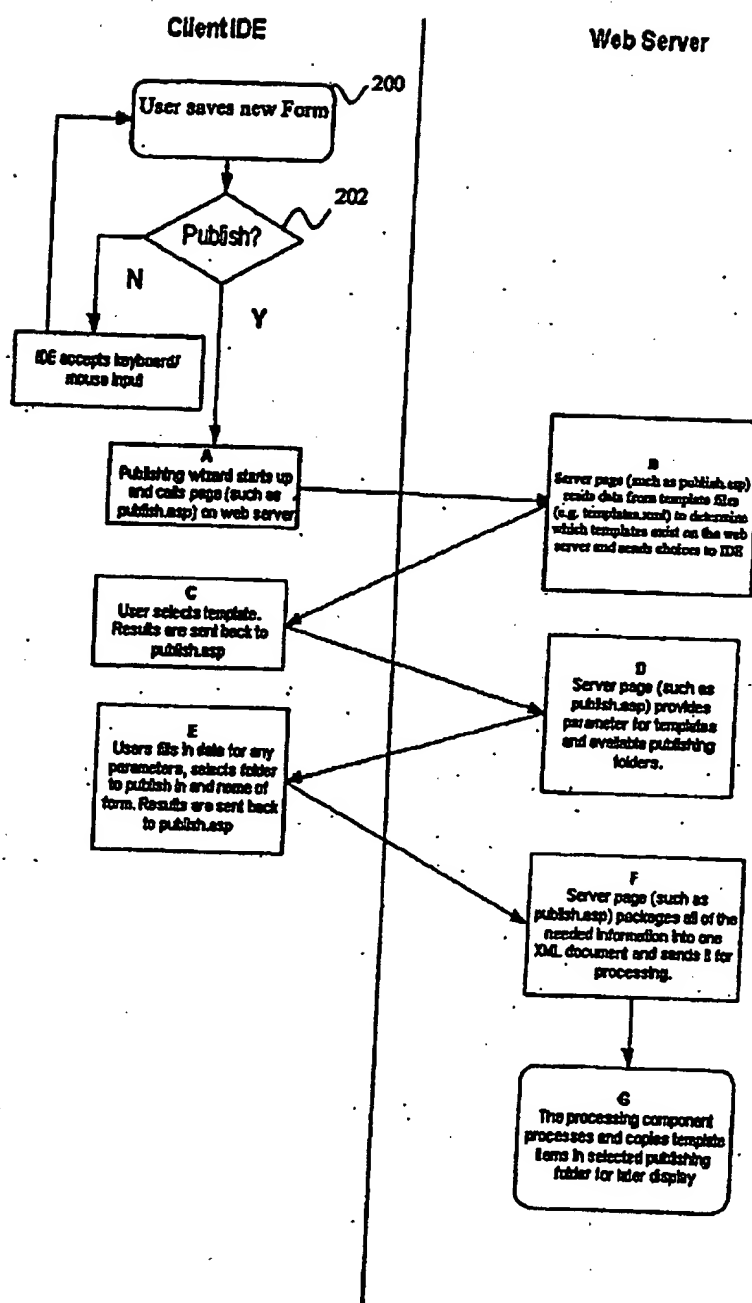 Client IDE
Web Server
200
User saves new Form
202
Publish?
N
Y
IDE accepts keyboard/
mouse input
A
Publishing wizard starts up
and calls page (such as
publish.asp) on web server
B
Server page (such as publish.asp)
reads data from template files
(e.g. templates.xml) to determine
which templates exist on the web
server and sends choices to IDE
C
User selects template.
Results are sent back to
publish.asp
D
Server page (such as
publish.asp) provides
parameter for templates
and available publishing
folders.
E
Users fills in data for any
parameters, selects folder
to publish in and name of
form. Results are sent back
to publish.asp
F
Server page (such as
publish.asp) packages all of the
needed information into one
XML document and sends it for
processing.
G
The processing component
processes and copies template
items in selected publishing
folder for later display